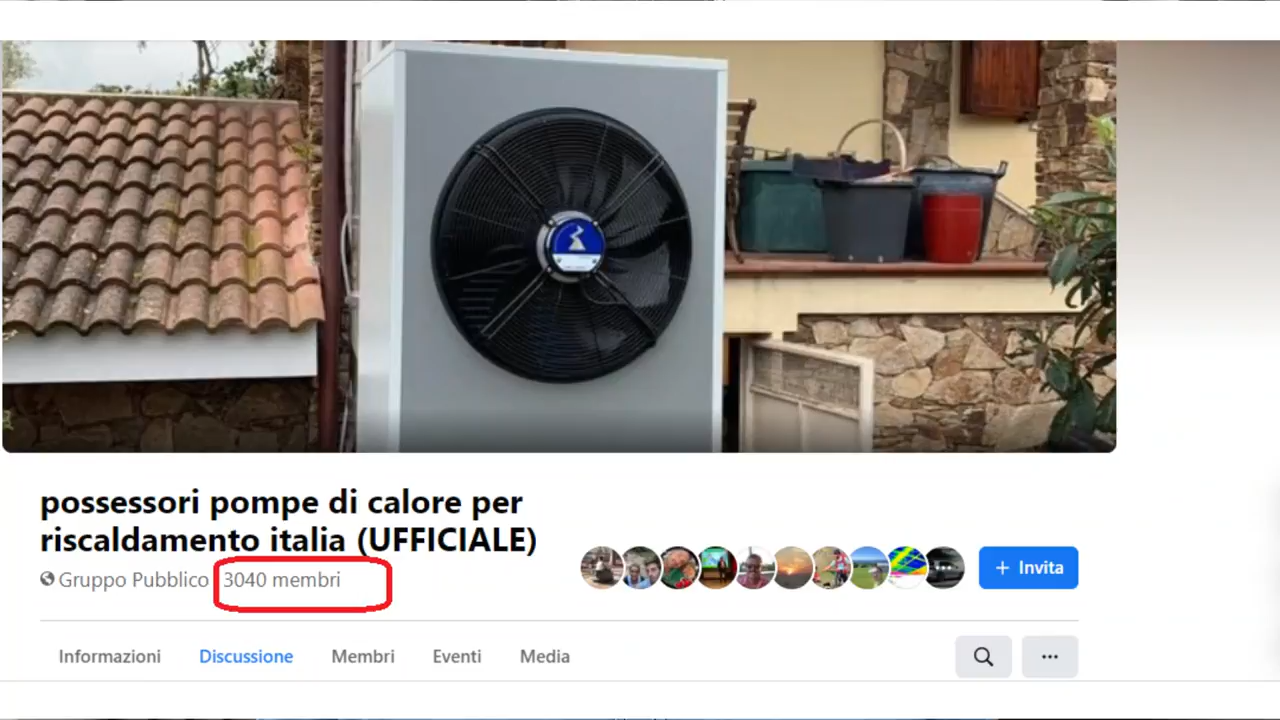 possessori pompe di calore per
riscaldamento italia (UFFICIALE)
Gruppo Pubblico 3040 membri
+ Invita
Informazioni Discussione Membri Eventi Media